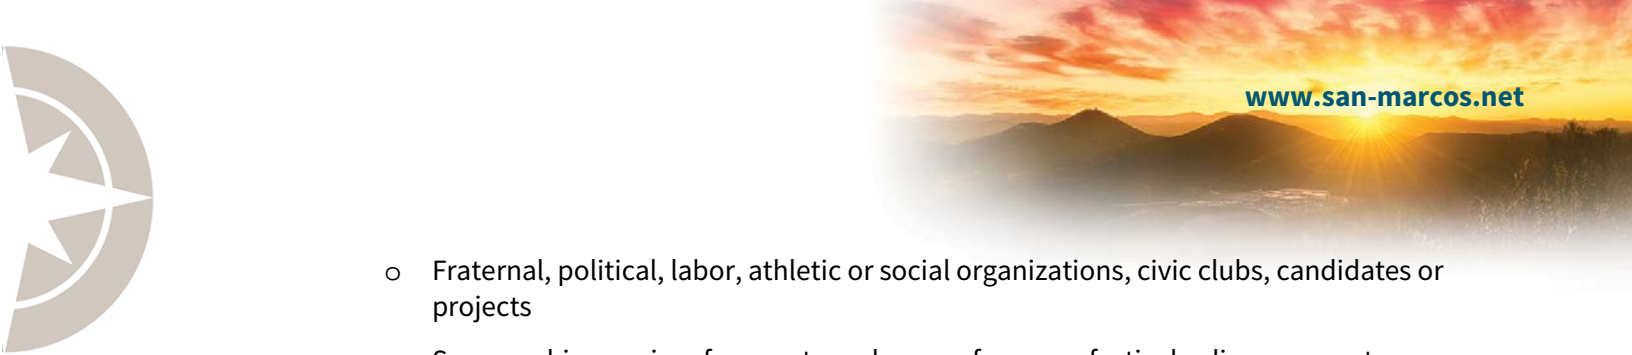 www.san-marcos.net
o Fraternal, political, labor, athletic or social organizations, civic clubs, candidates or
projects